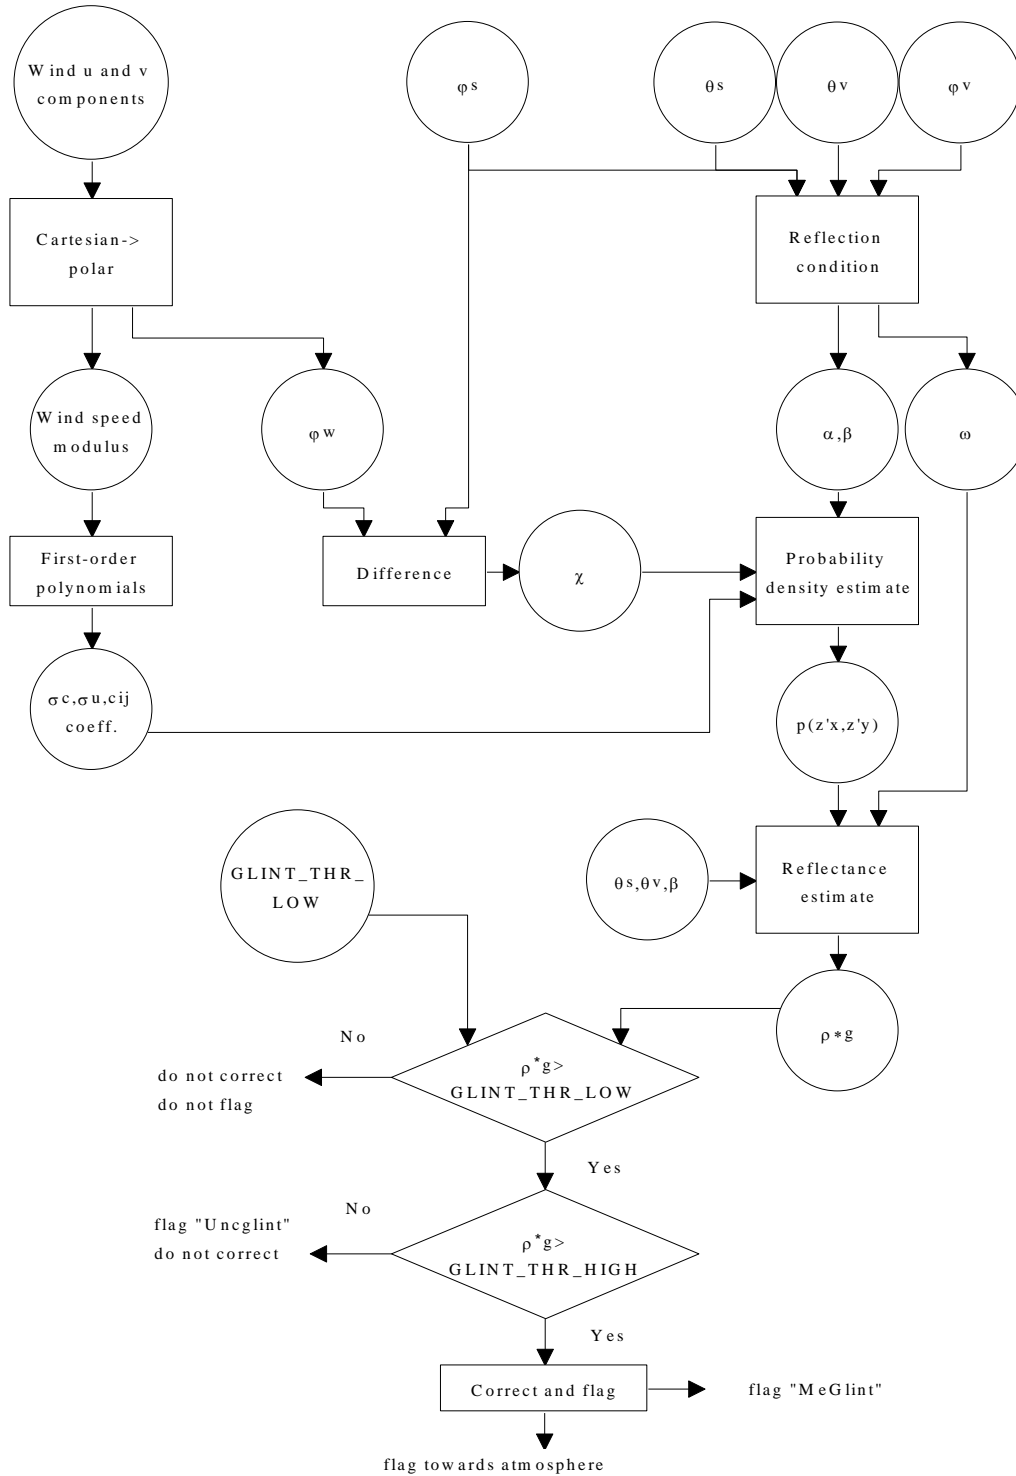 Wind u and v
components
φs
θs
θv
φv
Cartesian->
polar
Reflection
condition
Wind speed
modulus
φw
α,β
ω
First-order
polynomials
Difference
χ
Probability
density estimate
σc,σu,cij
coeff.
p(z'x,z'y)
GLINT_THR_
LOW
θs,θv,β
Reflectance
estimate
ρ*g
No
ρ*g>
GLINT_THR_LOW
do not correct
do not flag
Yes
No
flag "Uncglint"
do not correct
ρ*g>
GLINT_THR_HIGH
Yes
Correct and flag
flag "MeGlint"
flag towards atmosphere